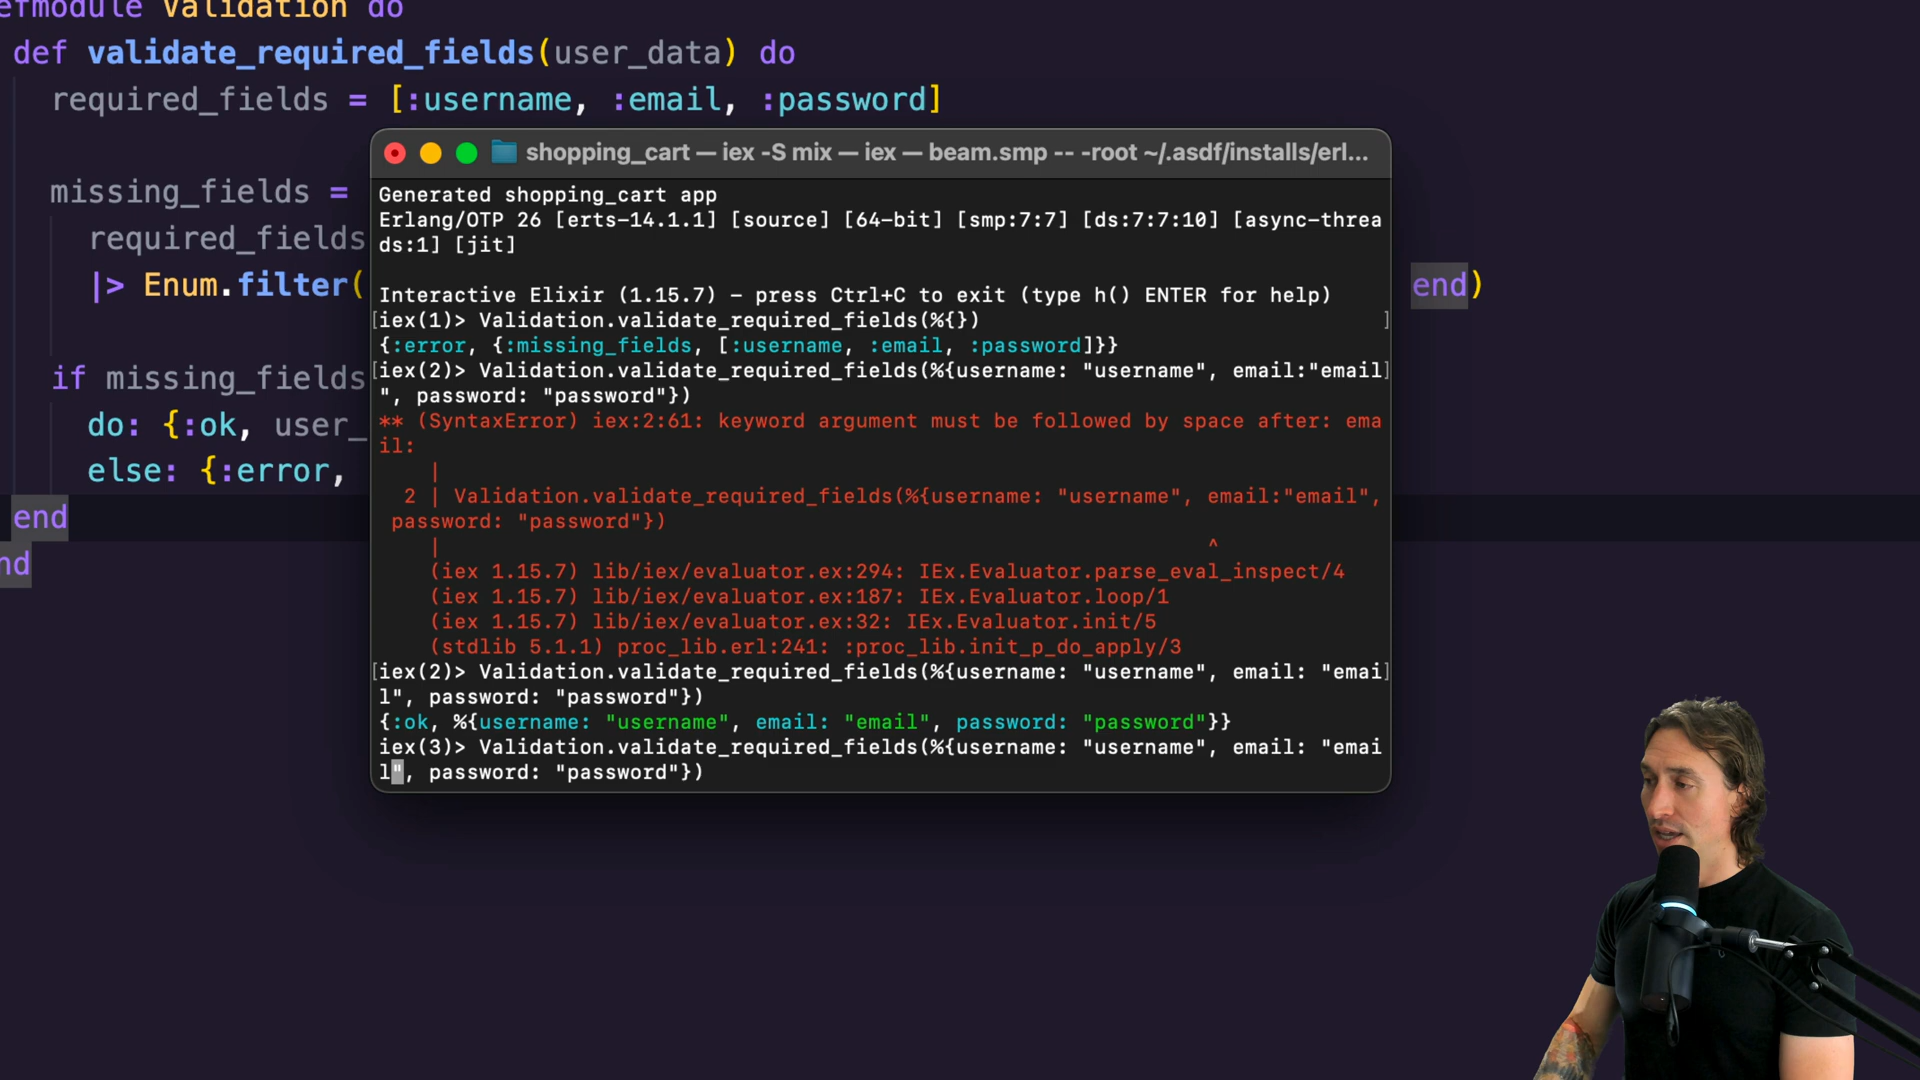 efmodule Validation do
def validate_required_fields(user_data) do
required_fields = [:username, :email, :password]
missing_fields =
required_fields
|> Enum.filter( end)
if missing_fields
do: {:ok, user_
else: {:error,
end
nd
shopping_cart — iex -S mix — iex — beam.smp -- -root ~/.asdf/installs/erl...
Generated shopping_cart app
Erlang/OTP 26 [erts-14.1.1] [source] [64-bit] [smp:7:7] [ds:7:7:10] [async-threa
ds:1] [jit]
Interactive Elixir (1.15.7) - press Ctrl+C to exit (type h() ENTER for help)
[iex(1)> Validation.validate_required_fields(%{}) ]
{:error, {:missing_fields, [:username, :email, :password]}}
[iex(2)> Validation.validate_required_fields(%{username: "username", email:"email]
", password: "password"})
** (SyntaxError) iex:2:61: keyword argument must be followed by space after: ema
il:
|
2 | Validation.validate_required_fields(%{username: "username", email:"email",
password: "password"})
| ^
(iex 1.15.7) lib/iex/evaluator.ex:294: IEx.Evaluator.parse_eval_inspect/4
(iex 1.15.7) lib/iex/evaluator.ex:187: IEx.Evaluator.loop/1
(iex 1.15.7) lib/iex/evaluator.ex:32: IEx.Evaluator.init/5
(stdlib 5.1.1) proc_lib.erl:241: :proc_lib.init_p_do_apply/3
[iex(2)> Validation.validate_required_fields(%{username: "username", email: "emai]
l", password: "password"})
{:ok, %{username: "username", email: "email", password: "password"}}
iex(3)> Validation.validate_required_fields(%{username: "username", email: "emai
l", password: "password"})